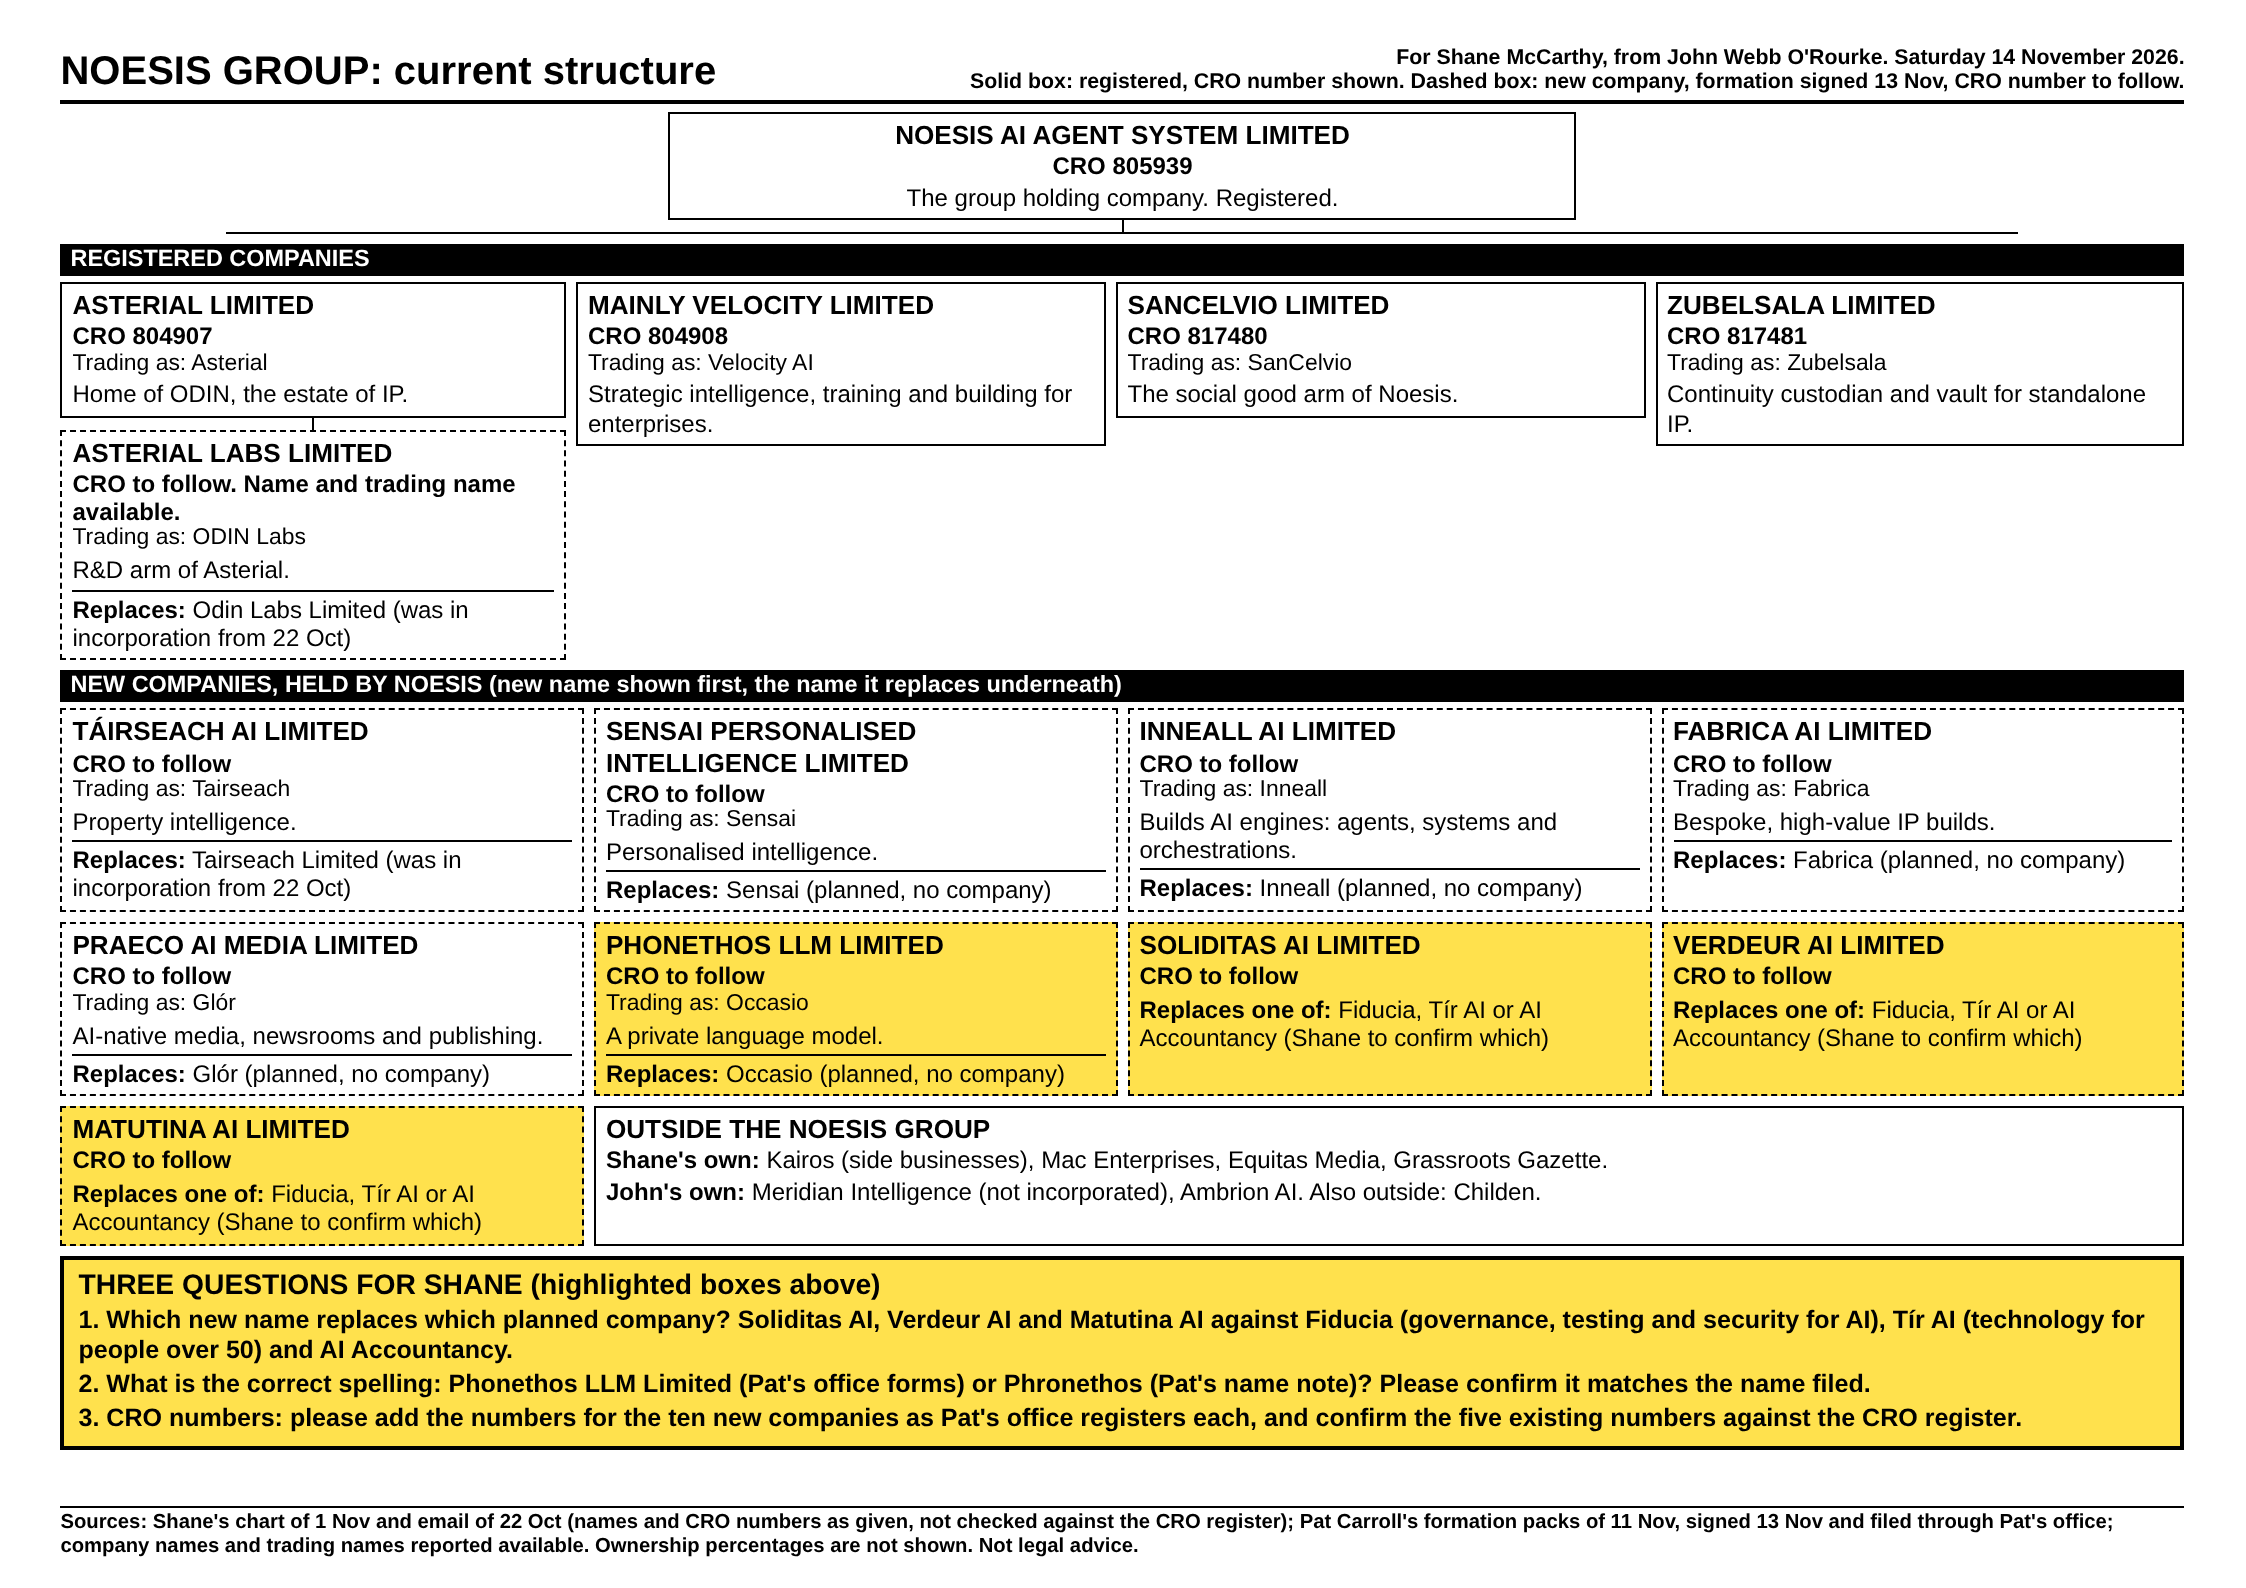 NOESIS GROUP: current structure
For Shane McCarthy, from John Webb O'Rourke. Saturday 14 November 2026.
Solid box: registered, CRO number shown. Dashed box: new company, formation signed 13 Nov, CRO number to follow.
NOESIS AI AGENT SYSTEM LIMITED
CRO 805939
The group holding company. Registered.
REGISTERED COMPANIES
ASTERIAL LIMITED
CRO 804907
Trading as: Asterial
Home of ODIN, the estate of IP.
MAINLY VELOCITY LIMITED
CRO 804908
Trading as: Velocity AI
Strategic intelligence, training and building for
enterprises.
SANCELVIO LIMITED
CRO 817480
Trading as: SanCelvio
The social good arm of Noesis.
ZUBELSALA LIMITED
CRO 817481
Trading as: Zubelsala
Continuity custodian and vault for standalone
IP.
ASTERIAL LABS LIMITED
CRO to follow. Name and trading name
available.
Trading as: ODIN Labs
R&D arm of Asterial.
Replaces: Odin Labs Limited (was in
incorporation from 22 Oct)
NEW COMPANIES, HELD BY NOESIS (new name shown first, the name it replaces underneath)
TÁIRSEACH AI LIMITED
CRO to follow
Trading as: Tairseach
Property intelligence.
Replaces: Tairseach Limited (was in
incorporation from 22 Oct)
SENSAI PERSONALISED
INTELLIGENCE LIMITED
CRO to follow
Trading as: Sensai
Personalised intelligence.
Replaces: Sensai (planned, no company)
INNEALL AI LIMITED
CRO to follow
Trading as: Inneall
Builds AI engines: agents, systems and
orchestrations.
Replaces: Inneall (planned, no company)
FABRICA AI LIMITED
CRO to follow
Trading as: Fabrica
Bespoke, high-value IP builds.
Replaces: Fabrica (planned, no company)
PRAECO AI MEDIA LIMITED
CRO to follow
Trading as: Glór
AI-native media, newsrooms and publishing.
Replaces: Glór (planned, no company)
PHONETHOS LLM LIMITED
CRO to follow
Trading as: Occasio
A private language model.
Replaces: Occasio (planned, no company)
SOLIDITAS AI LIMITED
CRO to follow
Replaces one of: Fiducia, Tír AI or AI
Accountancy (Shane to confirm which)
VERDEUR AI LIMITED
CRO to follow
Replaces one of: Fiducia, Tír AI or AI
Accountancy (Shane to confirm which)
MATUTINA AI LIMITED
CRO to follow
Replaces one of: Fiducia, Tír AI or AI
Accountancy (Shane to confirm which)
OUTSIDE THE NOESIS GROUP
Shane's own: Kairos (side businesses), Mac Enterprises, Equitas Media, Grassroots Gazette.
John's own: Meridian Intelligence (not incorporated), Ambrion AI. Also outside: Childen.
THREE QUESTIONS FOR SHANE (highlighted boxes above)
1. Which new name replaces which planned company? Soliditas AI, Verdeur AI and Matutina AI against Fiducia (governance, testing and security for AI), Tír AI (technology for
people over 50) and AI Accountancy.
2. What is the correct spelling: Phonethos LLM Limited (Pat's office forms) or Phronethos (Pat's name note)? Please confirm it matches the name filed.
3. CRO numbers: please add the numbers for the ten new companies as Pat's office registers each, and confirm the five existing numbers against the CRO register.
Sources: Shane's chart of 1 Nov and email of 22 Oct (names and CRO numbers as given, not checked against the CRO register); Pat Carroll's formation packs of 11 Nov, signed 13 Nov and filed through Pat's office;
company names and trading names reported available. Ownership percentages are not shown. Not legal advice.